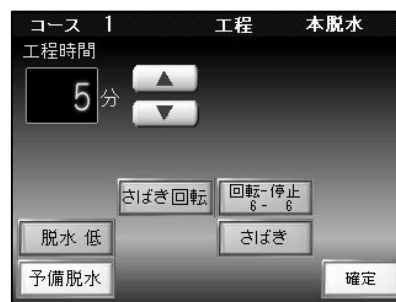 コース 1 工程 本脱水
工程時間
5 分
▲
▼
さばき回転 回転-停止
6 - 6
脱水 低 さばき
予備脱水 確定